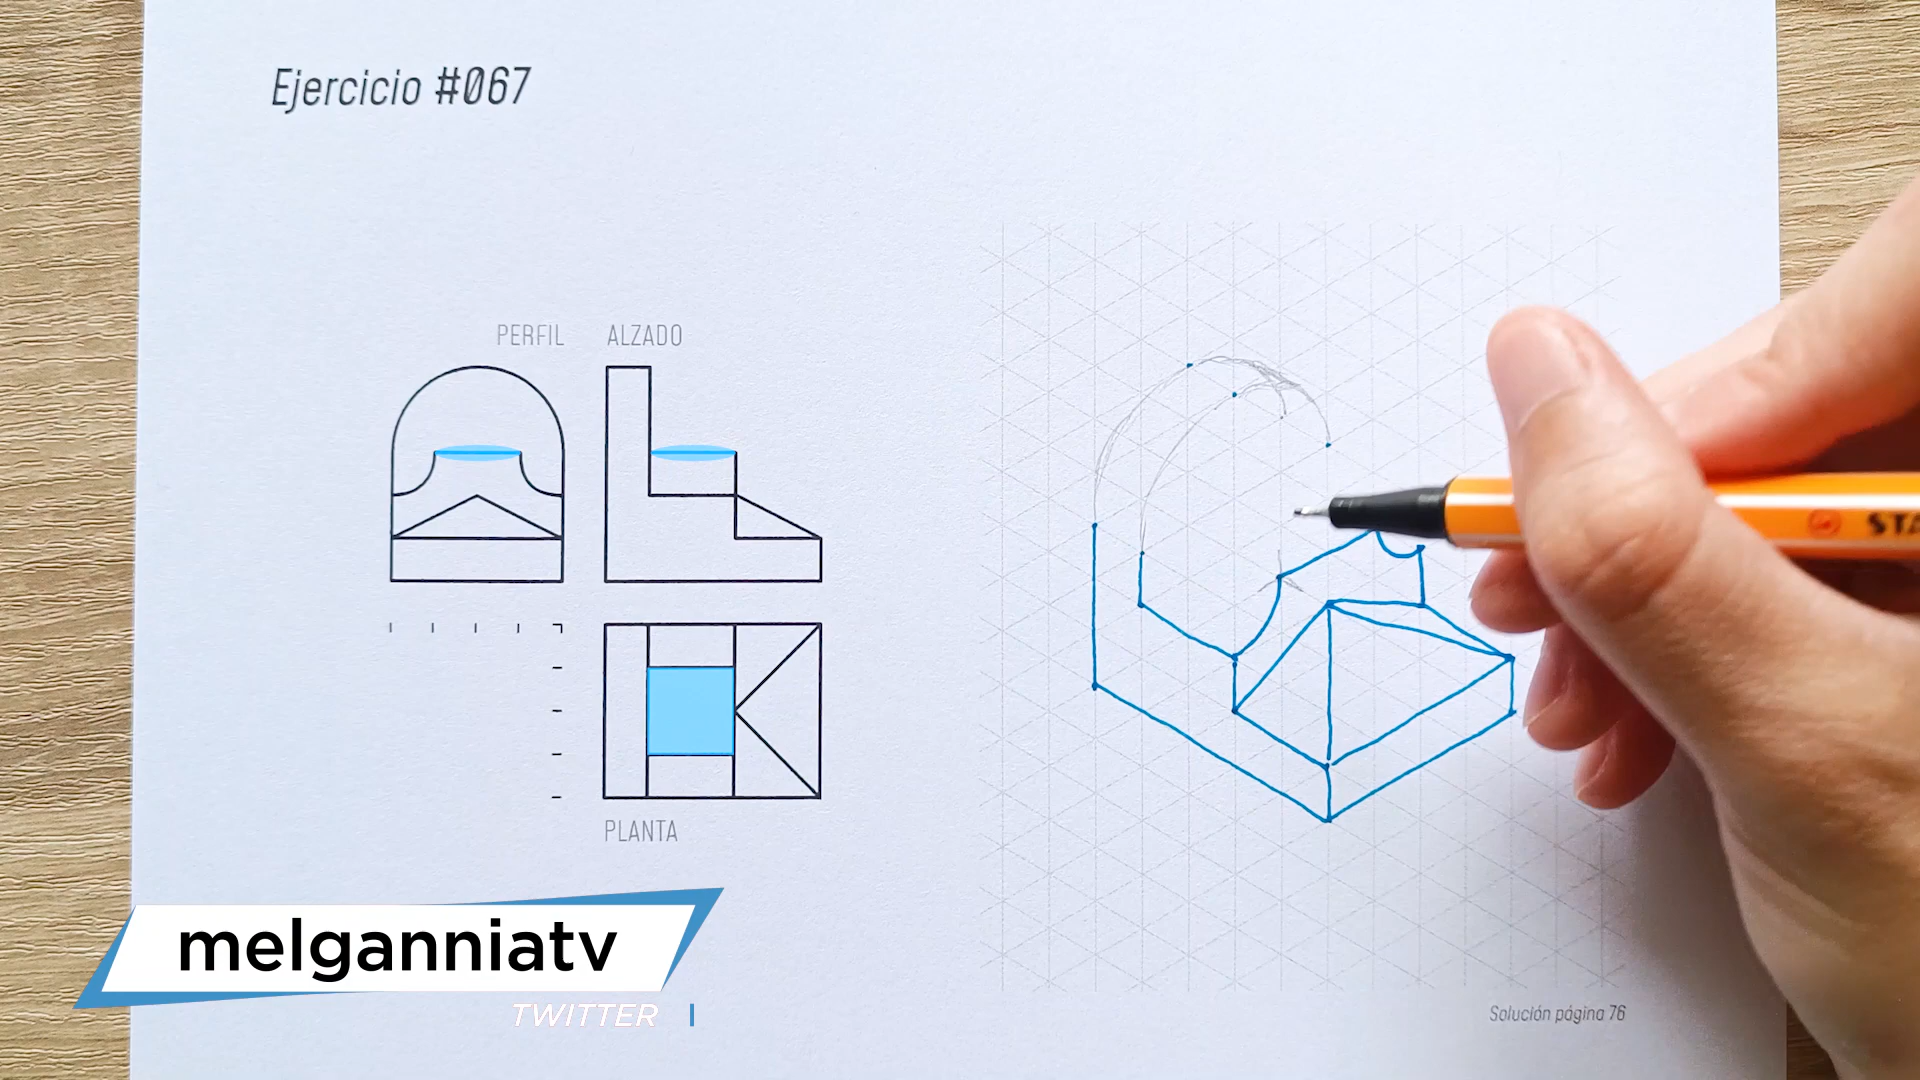 Ejercicio #067
PERFIL
ALZADO
PLANTA
melganniatv
TWITTER
Solución página 76